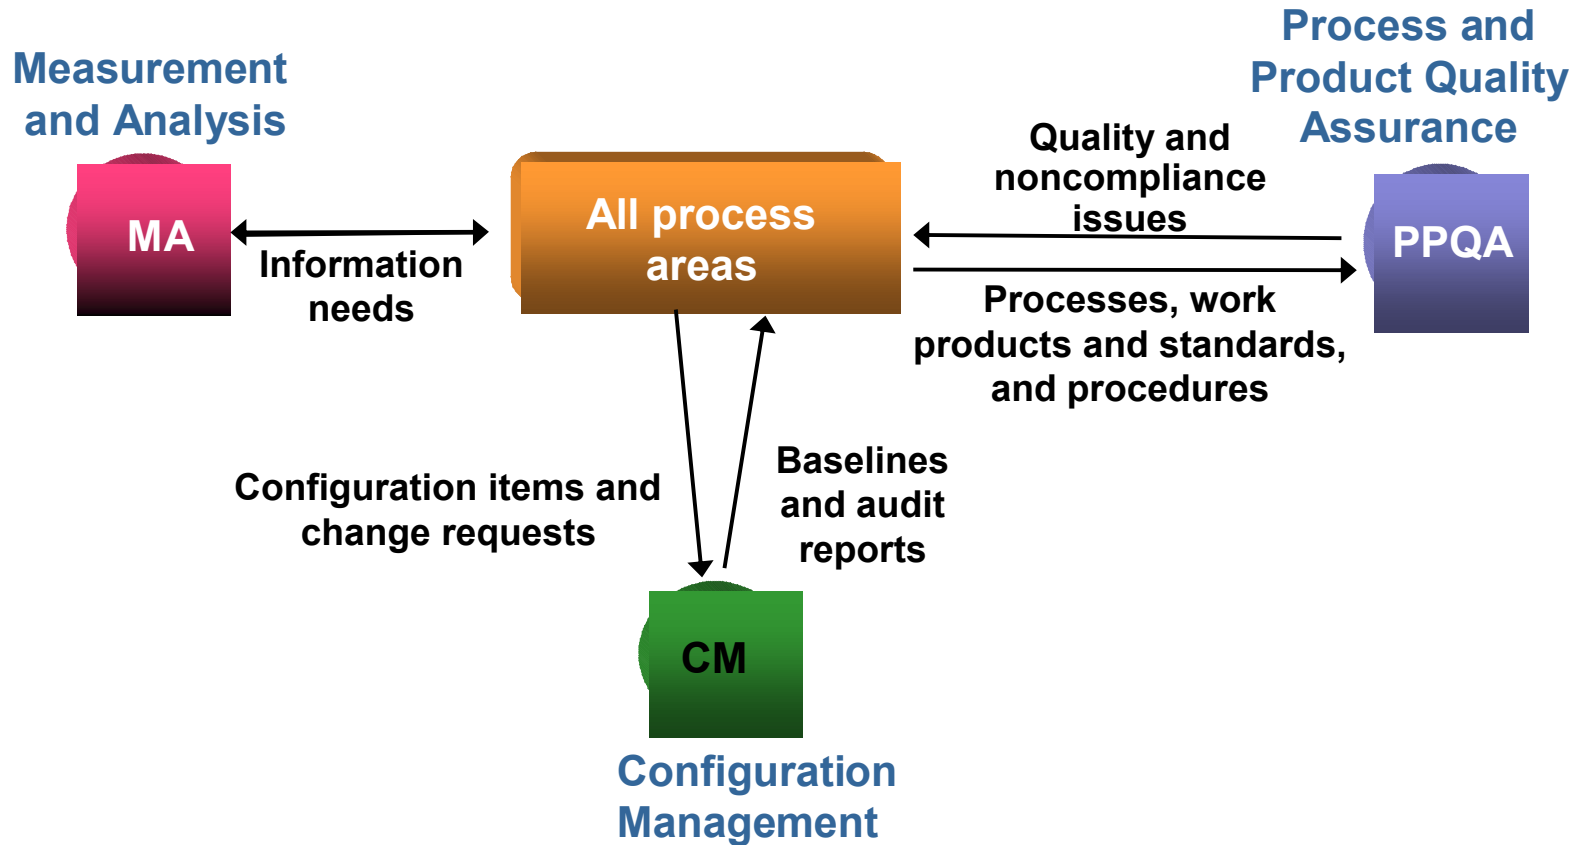 Measurement
and Analysis
MA
Information
needs
All process
areas
Process and
Product Quality
Assurance
Quality and
noncompliance
issues
PPQA
Processes, work
products and standards,
and procedures
Configuration items and
change requests
Baselines
and audit
reports
CM
Configuration
Management